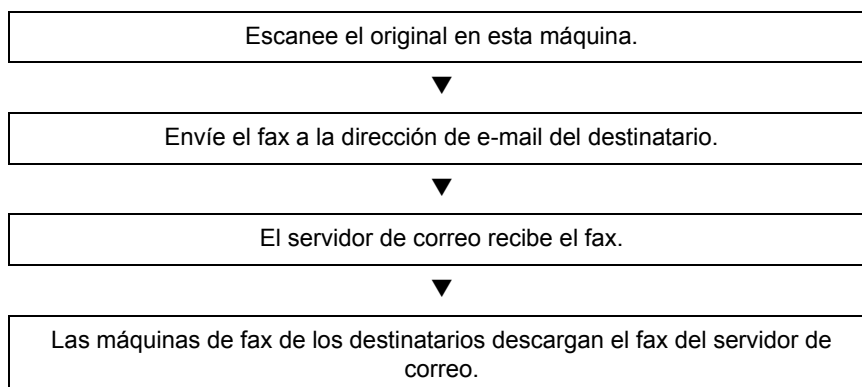 Escanee el original en esta máquina.
▼
Envíe el fax a la dirección de e-mail del destinatario.
▼
El servidor de correo recibe el fax.
▼
Las máquinas de fax de los destinatarios descargan el fax del servidor de
correo.